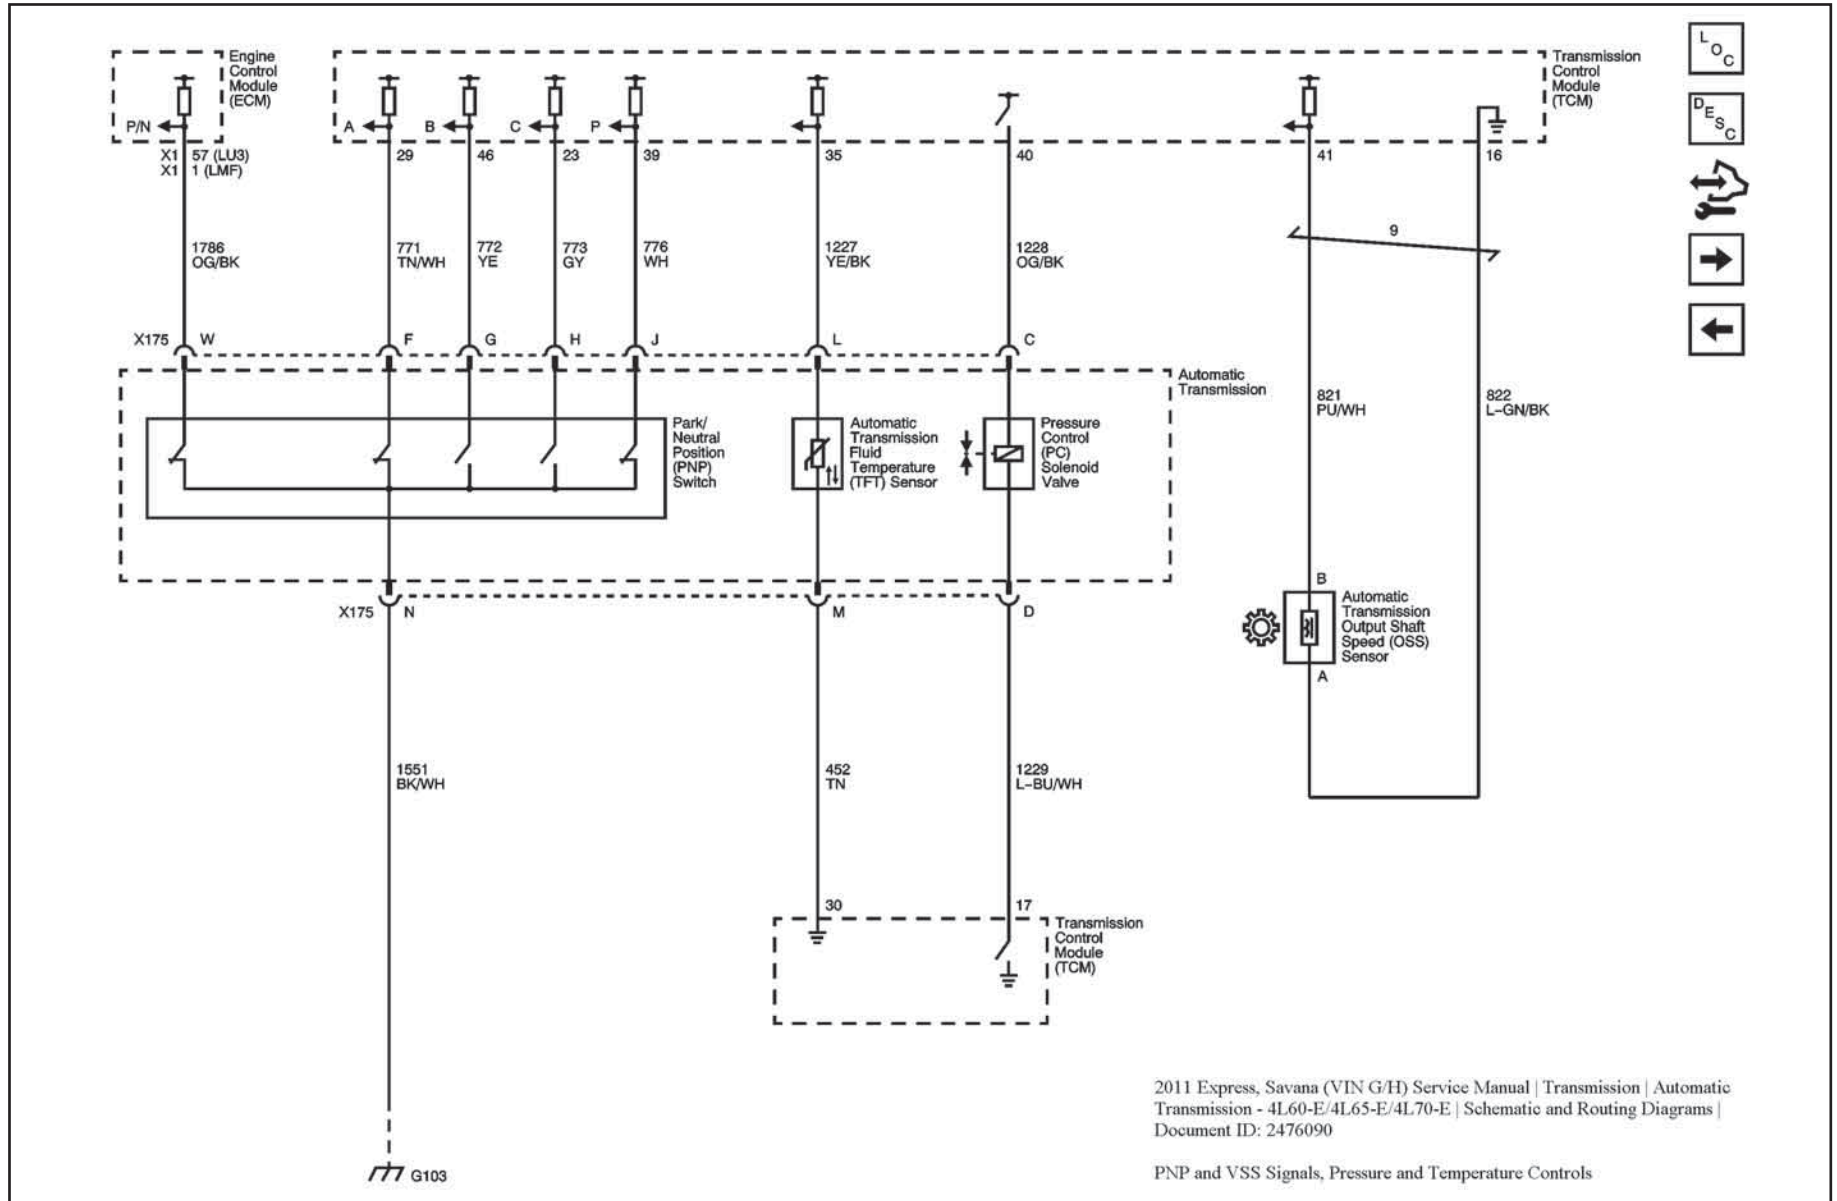 Engine
Control
Module
(ECM)
P/N
X1 57 (LU3)
X1 1 (LMF)
A
B
C
P
Transmission
Control
Module
(TCM)
29
46
23
39
35
40
41
16
1786
OG/BK
771
TN/WH
772
YE
773
GY
776
WH
1227
YE/BK
1228
OG/BK
9
X175 W
F
G
H
J
L
C
Automatic
Transmission
Park/
Neutral
Position
(PNP)
Switch
Automatic
Transmission
Fluid
Temperature
(TFT) Sensor
Pressure
Control
(PC)
Solenoid
Valve
821
PU/WH
822
L-GN/BK
X175 N
M
D
B
Automatic
Transmission
Output Shaft
Speed (OSS)
Sensor
A
1551
BK/WH
452
TN
1229
L-BU/WH
30
17
Transmission
Control
Module
(TCM)
G103
LOC
DESC
2011 Express, Savana (VIN G/H) Service Manual | Transmission | Automatic
Transmission - 4L60-E/4L65-E/4L70-E | Schematic and Routing Diagrams |
Document ID: 2476090
PNP and VSS Signals, Pressure and Temperature Controls